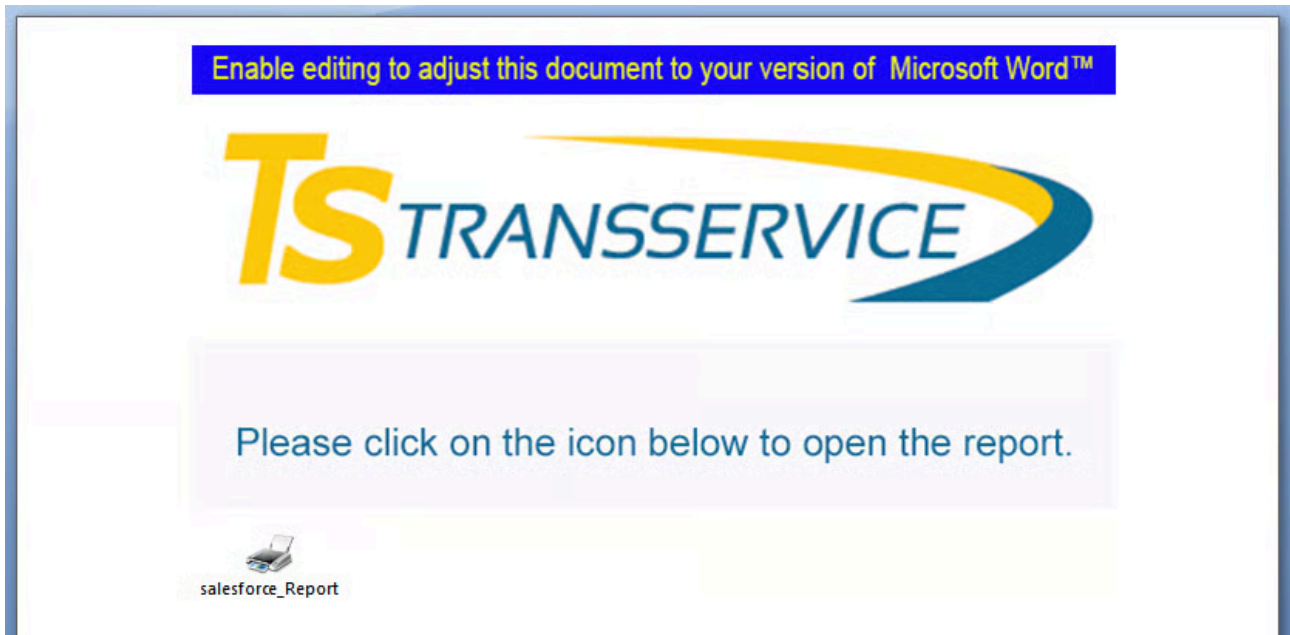 Enable editing to adjust this document to your version of Microsoft Word™
TS TRANSSERVICE
Please click on the icon below to open the report.
salesforce_Report